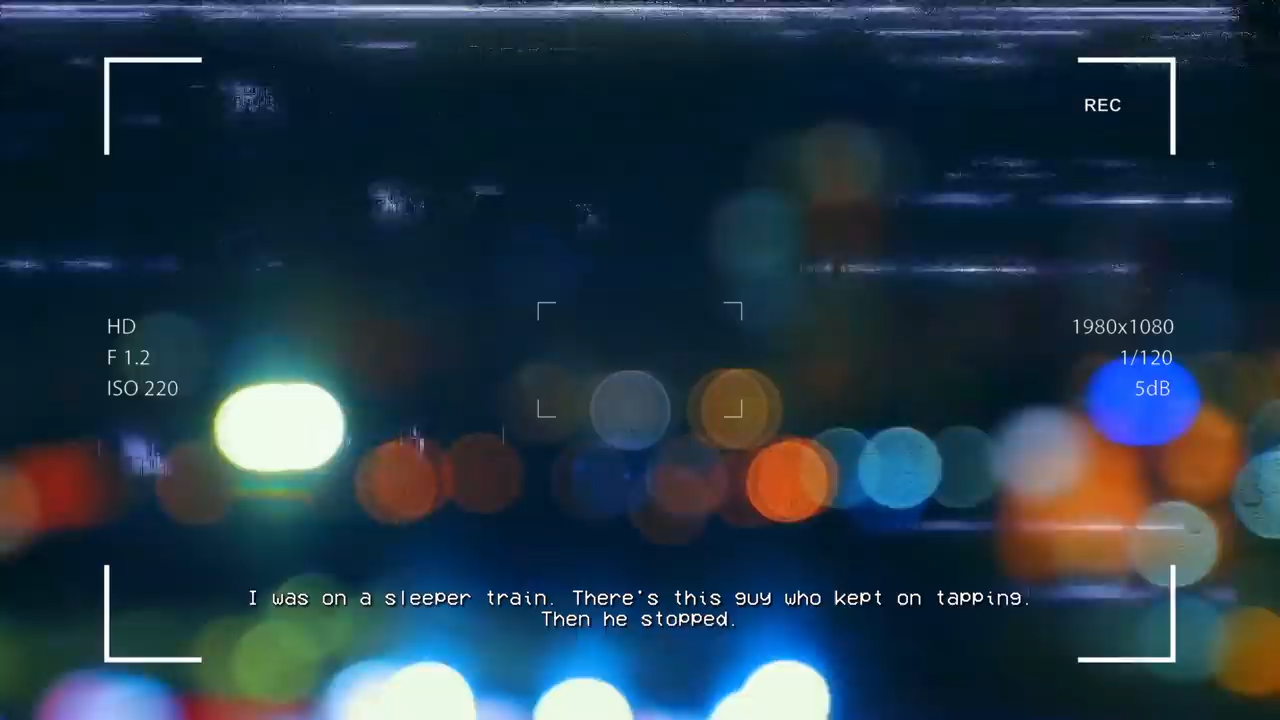 REC
HD
F 1.2
ISO 220
1980x1080
1/120
5dB
I was on a sleeper train. There's this guy who kept on tapping.
Then he stopped.